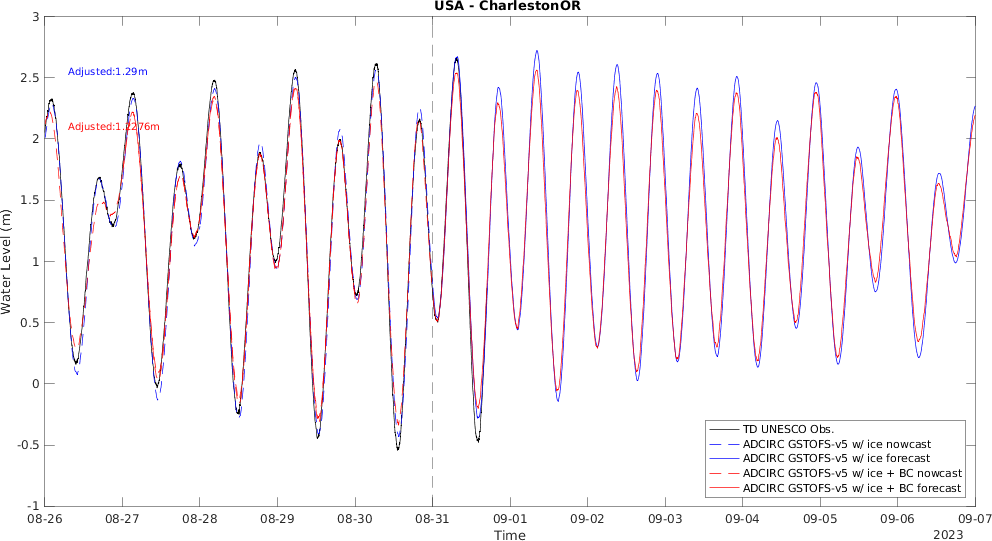 USA - CharlestonOR
3
2.5
2
1.5
1
0.5
0
-0.5
-1
Water Level (m)
Adjusted:1.29m
Adjusted:1.2276m
TD UNESCO Obs.
ADCIRC GSTOFS-v5 w/ ice nowcast
ADCIRC GSTOFS-v5 w/ ice forecast
ADCIRC GSTOFS-v5 w/ ice + BC nowcast
ADCIRC GSTOFS-v5 w/ ice + BC forecast
08-26 08-27 08-28 08-29 08-30 08-31 09-01 09-02 09-03 09-04 09-05 09-06 09-07
Time
2023